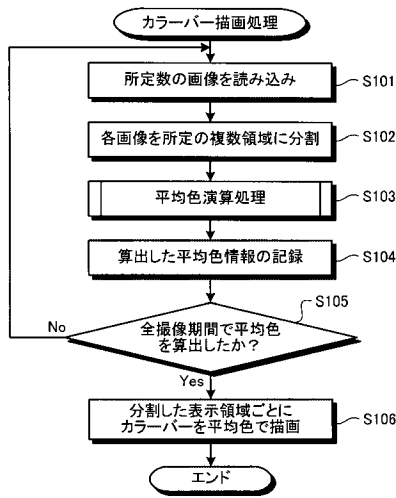 カラーバー描画処理
所定数の画像を読み込み
S101
各画像を所定の複数領域に分割
S102
平均色演算処理
S103
算出した平均色情報の記録
S104
S105
全撮像期間で平均色
を算出したか？
No
Yes
分割した表示領域ごとに
カラーバーを平均色で描画
S106
エンド